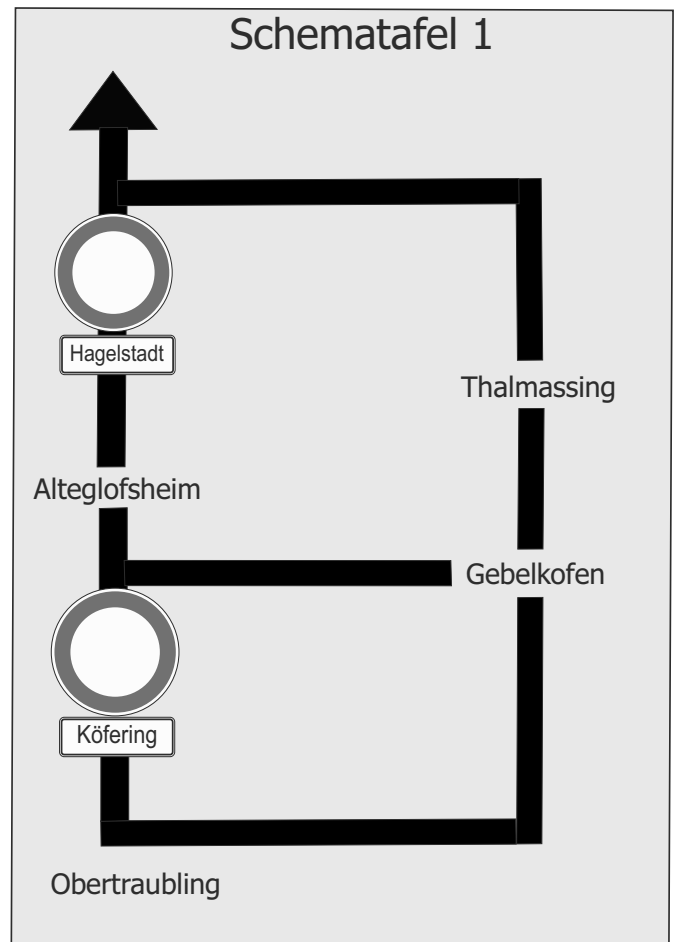 Schematafel 1
Hagelstadt
Thalmassing
Alteglofsheim
Gebelkofen
Köfering
Obertraubling